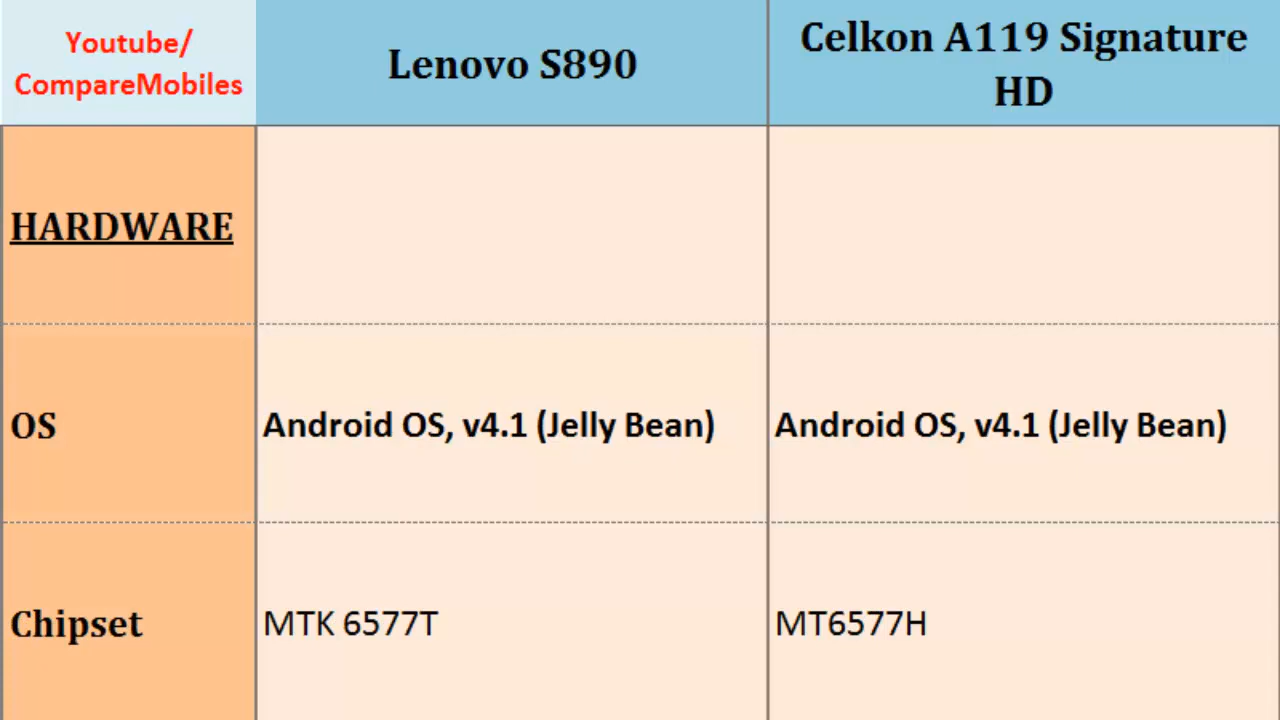 Youtube/
CompareMobiles
Lenovo S890
Celkon A119 Signature
HD
HARDWARE
OS
Android OS, v4.1 (Jelly Bean)
Android OS, v4.1 (Jelly Bean)
Chipset
MTK 6577T
MT6577H